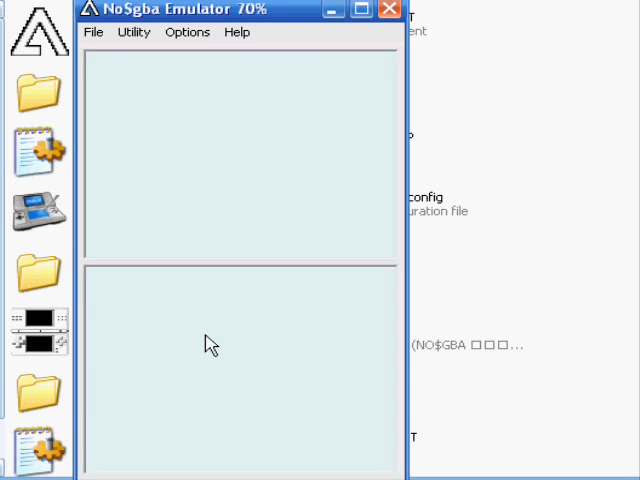 No$gba Emulator 70%
File Utility Options Help
T
ent
P
config
uration file
(NO$GBA □□□...
T